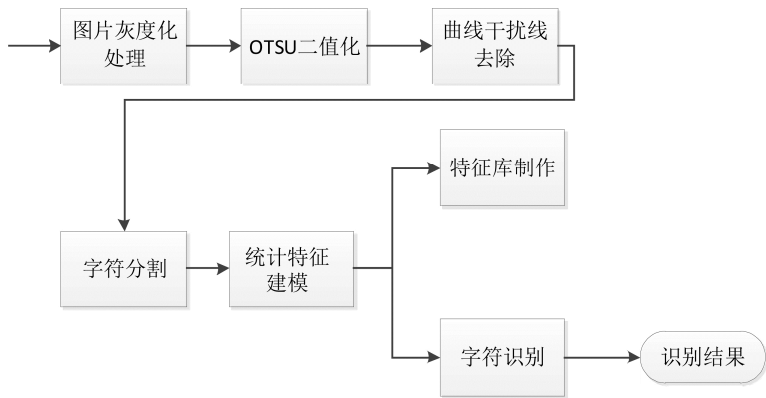 图片灰度化
处理
OTSU二值化
曲线干扰线
去除
特征库制作
字符分割
统计特征
建模
字符识别
识别结果